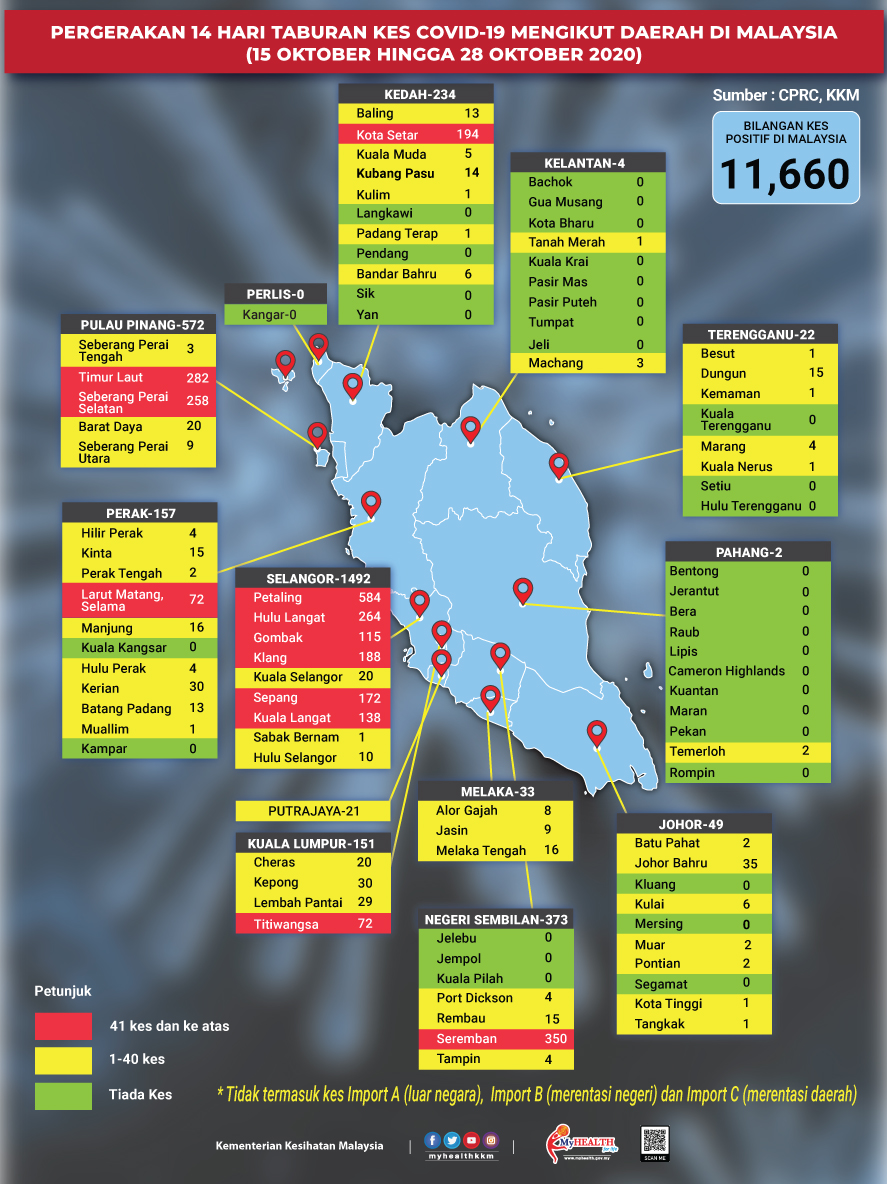 PERGERAKAN 14 HARI TABURAN KES COVID-19 MENGIKUT DAERAH DI MALAYSIA
(15 OKTOBER HINGGA 28 OKTOBER 2020)
Sumber : CPRC, KKM
BILANGAN KES
POSITIF DI MALAYSIA
11,660
KEDAH-234
Baling 13
Kota Setar 194
Kuala Muda 5
Kubang Pasu 14
Kulim 1
Langkawi 0
Padang Terap 1
Pendang 0
Bandar Bahru 6
Sik 0
Yan 0
KELANTAN-4
Bachok 0
Gua Musang 0
Kota Bharu 0
Tanah Merah 1
Kuala Krai 0
Pasir Mas 0
Pasir Puteh 0
Tumpat 0
Jeli 0
Machang 3
PERLIS-0
Kangar-0
PULAU PINANG-572
Seberang Perai
Tengah 3
Timur Laut 282
Seberang Perai
Selatan 258
Barat Daya 20
Seberang Perai
Utara 9
TERENGGANU-22
Besut 1
Dungun 15
Kemaman 1
Kuala
Terengganu 0
Marang 4
Kuala Nerus 1
Setiu 0
Hulu Terengganu 0
PERAK-157
Hilir Perak 4
Kinta 15
Perak Tengah 2
Larut Matang,
Selama 72
Manjung 16
Kuala Kangsar 0
Hulu Perak 4
Kerian 30
Batang Padang 13
Muallim 1
Kampar 0
SELANGOR-1492
Petaling 584
Hulu Langat 264
Gombak 115
Klang 188
Kuala Selangor 20
Sepang 172
Kuala Langat 138
Sabak Bernam 1
Hulu Selangor 10
PAHANG-2
Bentong 0
Jerantut 0
Bera 0
Raub 0
Lipis 0
Cameron Highlands 0
Kuantan 0
Maran 0
Pekan 0
Temerloh 2
Rompin 0
PUTRAJAYA-21
KUALA LUMPUR-151
Cheras 20
Kepong 30
Lembah Pantai 29
Titiwangsa 72
MELAKA-33
Alor Gajah 8
Jasin 9
Melaka Tengah 16
NEGERI SEMBILAN-373
Jelebu 0
Jempol 0
Kuala Pilah 0
Port Dickson 4
Rembau 15
Seremban 350
Tampin 4
JOHOR-49
Batu Pahat 2
Johor Bahru 35
Kluang 0
Kulai 6
Mersing 0
Muar 2
Pontian 2
Segamat 0
Kota Tinggi 1
Tangkak 1
Petunjuk
41 kes dan ke atas
1-40 kes
Tiada Kes
* Tidak termasuk kes Import A (luar negara), Import B (merentasi negeri) dan Import C (merentasi daerah)
Kementerian Kesihatan Malaysia
myhealthkkm
MyHEALTH
for life
www.myhealth.gov.my
SCAN ME